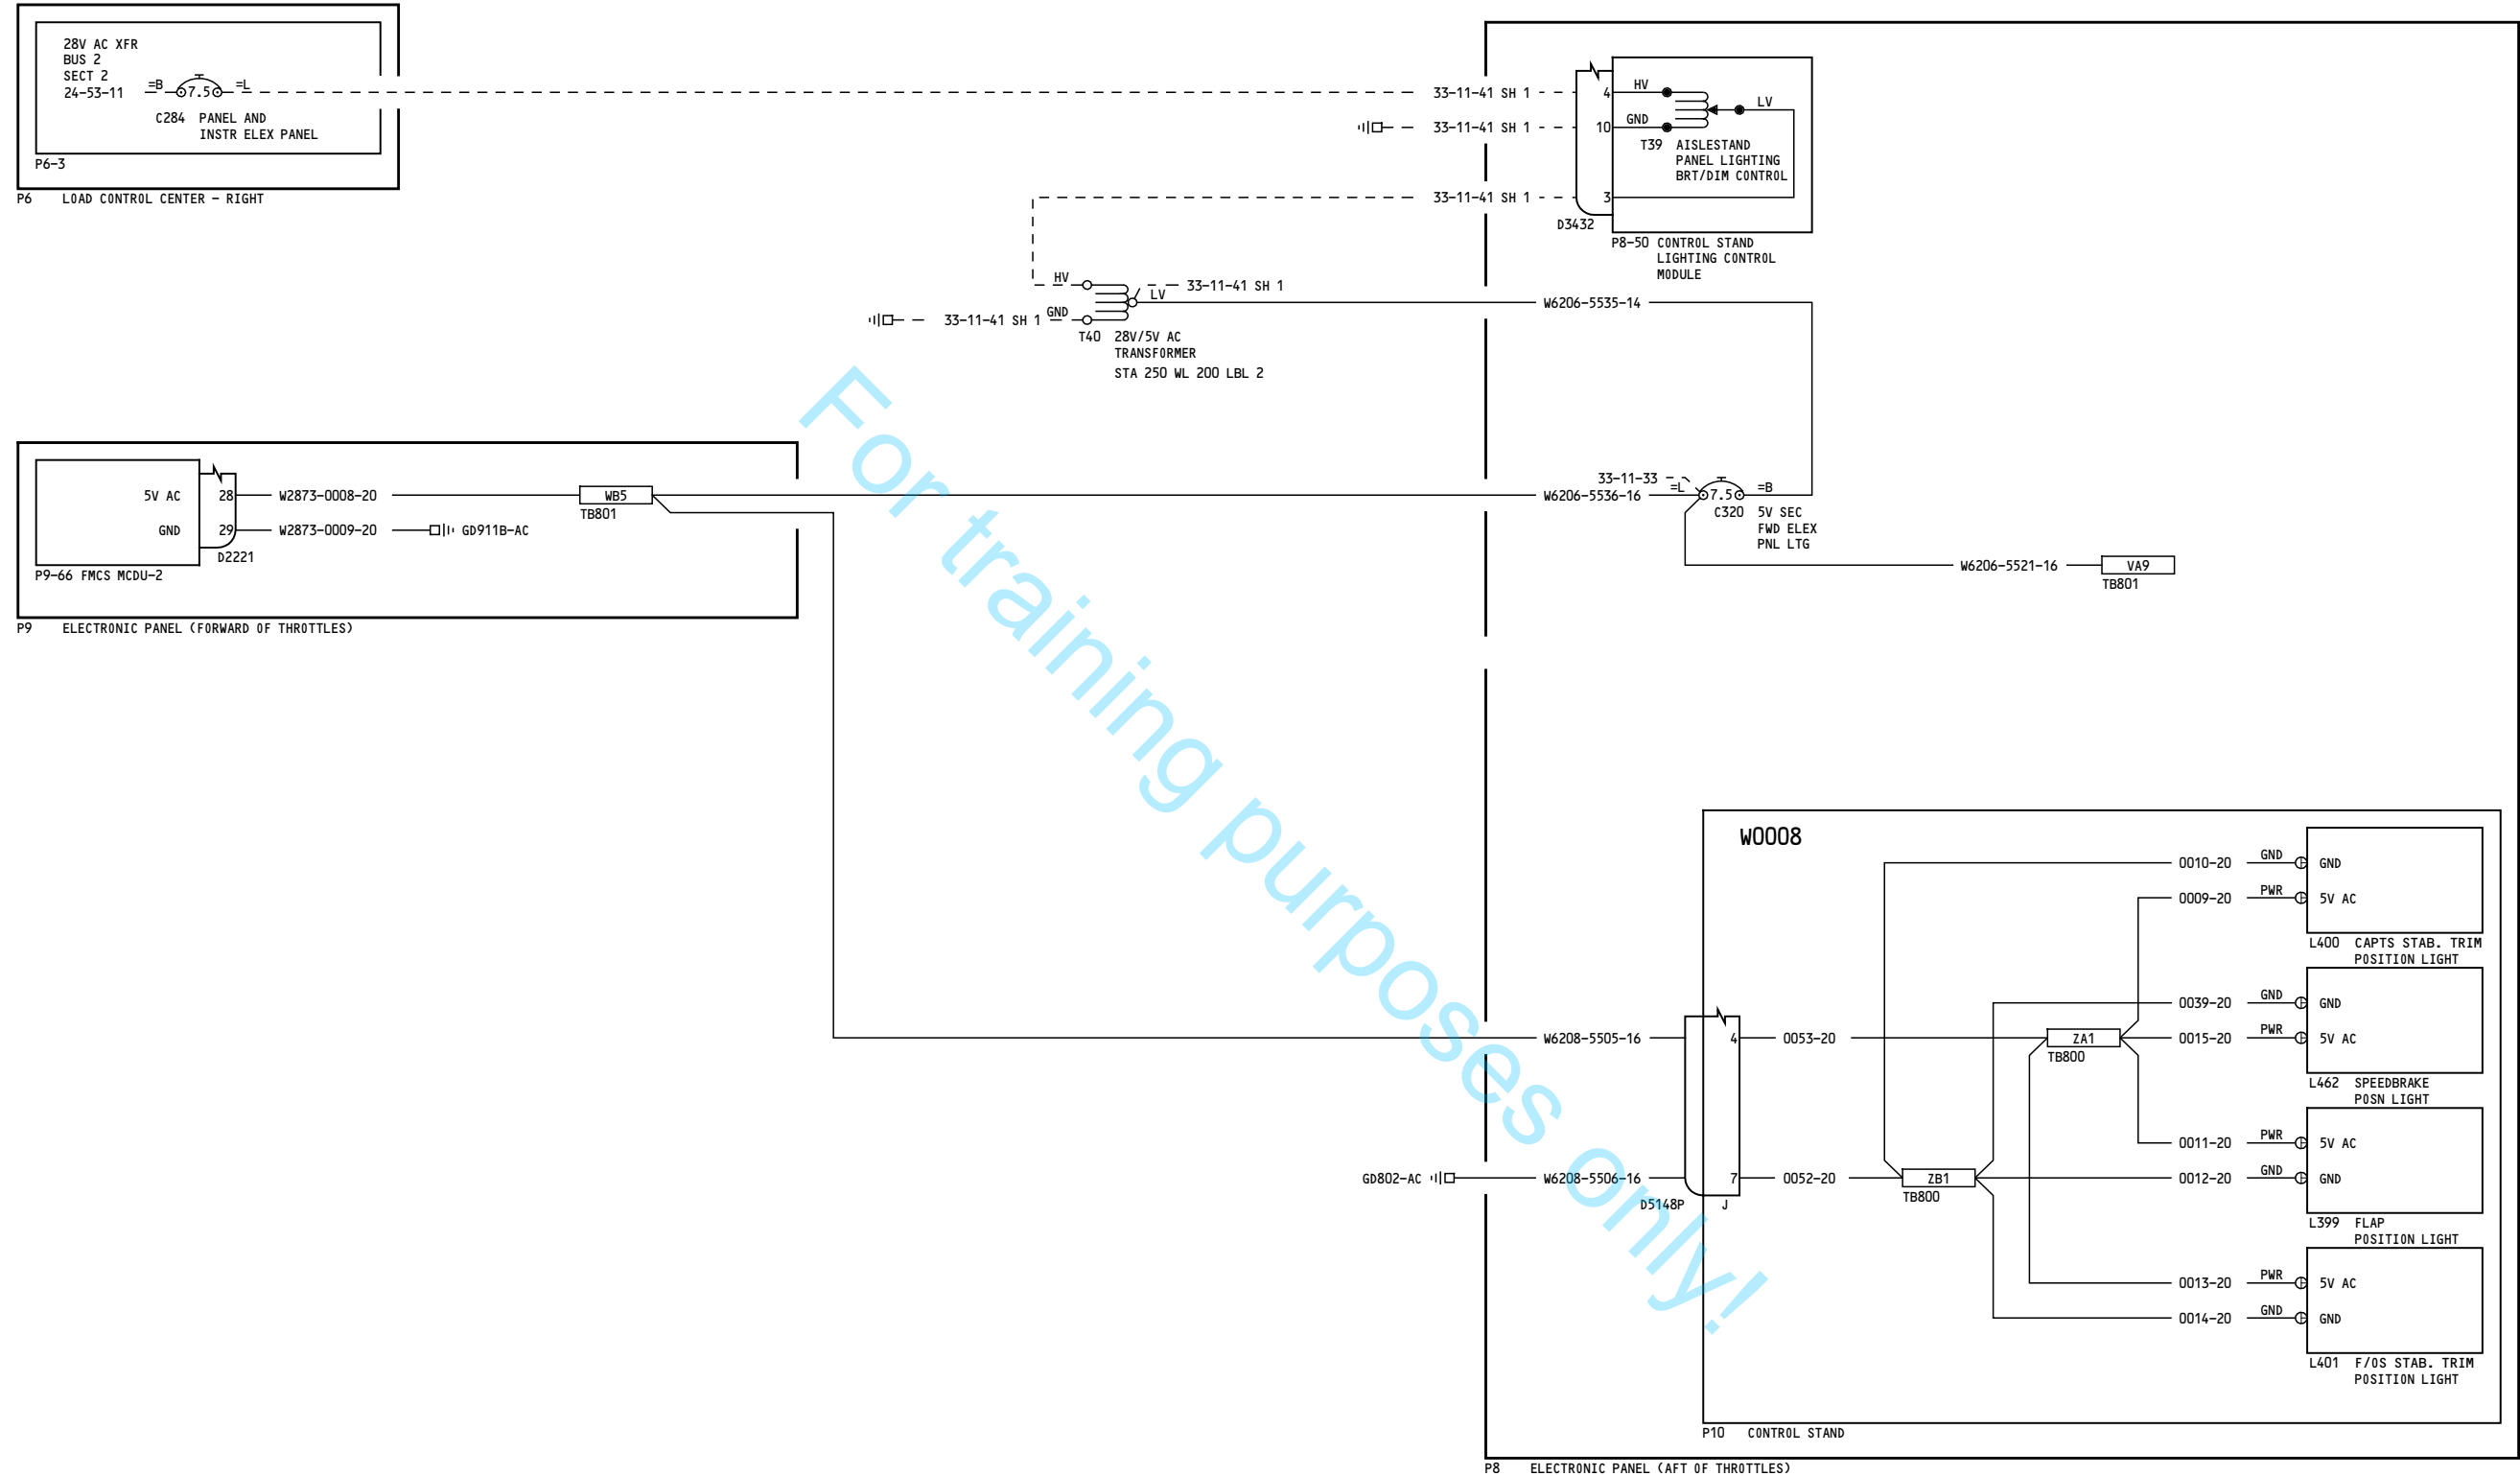 28V AC XFR
BUS 2
SECT 2
24-53-11
=B
7.5
=L
C284 PANEL AND
INSTR ELEX PANEL
P6-3
P6 LOAD CONTROL CENTER - RIGHT
33-11-41 SH 1
33-11-41 SH 1
33-11-41 SH 1
4
10
3
D3432
HV
GND
LV
T39 AISLESTAND
PANEL LIGHTING
BRT/DIM CONTROL
P8-50 CONTROL STAND
LIGHTING CONTROL
MODULE
HV
33-11-41 SH 1
LV
33-11-41 SH 1
GND
T40 28V/5V AC
TRANSFORMER
STA 250 WL 200 LBL 2
W6206-5535-14
5V AC
28
W2873-0008-20
WB5
TB801
GND
29
W2873-0009-20
GD911B-AC
D2221
P9-66 FMCS MCDU-2
P9 ELECTRONIC PANEL (FORWARD OF THROTTLES)
33-11-33
W6206-5536-16
=L
7.5
=B
C320 5V SEC
FWD ELEX
PNL LTG
W6206-5521-16
VA9
TB801
W0008
0010-20
GND
GND
0009-20
PWR
5V AC
L400 CAPTS STAB. TRIM
POSITION LIGHT
0039-20
GND
GND
0015-20
PWR
5V AC
L462 SPEEDBRAKE
POSN LIGHT
W6208-5505-16
4
0053-20
ZA1
TB800
0011-20
PWR
5V AC
0012-20
GND
GND
L399 FLAP
POSITION LIGHT
GD802-AC
W6208-5506-16
7
0052-20
ZB1
TB800
D5148P
J
0013-20
PWR
5V AC
0014-20
GND
GND
L401 F/OS STAB. TRIM
POSITION LIGHT
P10 CONTROL STAND
P8 ELECTRONIC PANEL (AFT OF THROTTLES)
For training purposes only!